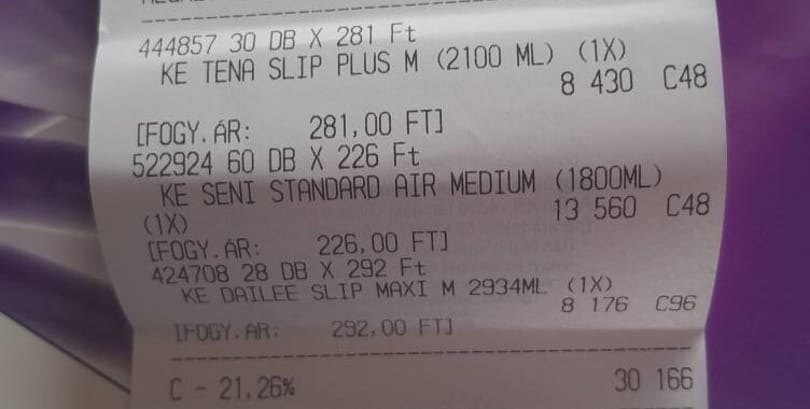 444857 30 DB X 281 Ft
KE TENA SLIP PLUS M (2100 ML) (1X)
8 430 C48
[FOGY.ÁR: 281,00 FT]
522924 60 DB X 226 Ft
KE SENI STANDARD AIR MEDIUM (1800ML)
13 560 C48
(1X)
[FOGY.ÁR: 226,00 FT]
424708 28 DB X 292 Ft
KE DAILEE SLIP MAXI M 2934ML (1X)
8 176 C96
[FOGY.ÁR: 292,00 FT]
C - 21,26% 30 166